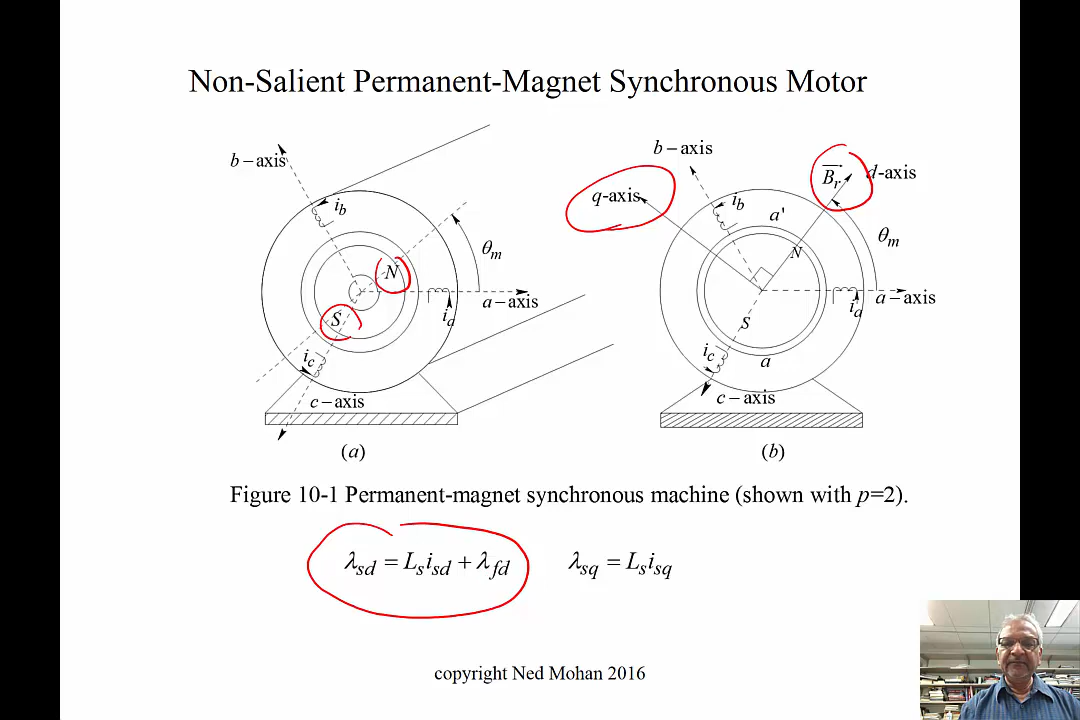 Non-Salient Permanent-Magnet Synchronous Motor
b – axis
i_b
N
θ_m
a – axis
i_a
S
i_c
c – axis
(a)
b – axis
q-axis
i_b
a'
B_r
d-axis
θ_m
N
a – axis
i_a
S
i_c
a
c – axis
(b)
Figure 10-1 Permanent-magnet synchronous machine (shown with p=2).
λ_sd = L_s i_sd + λ_fd λ_sq = L_s i_sq
copyright Ned Mohan 2016